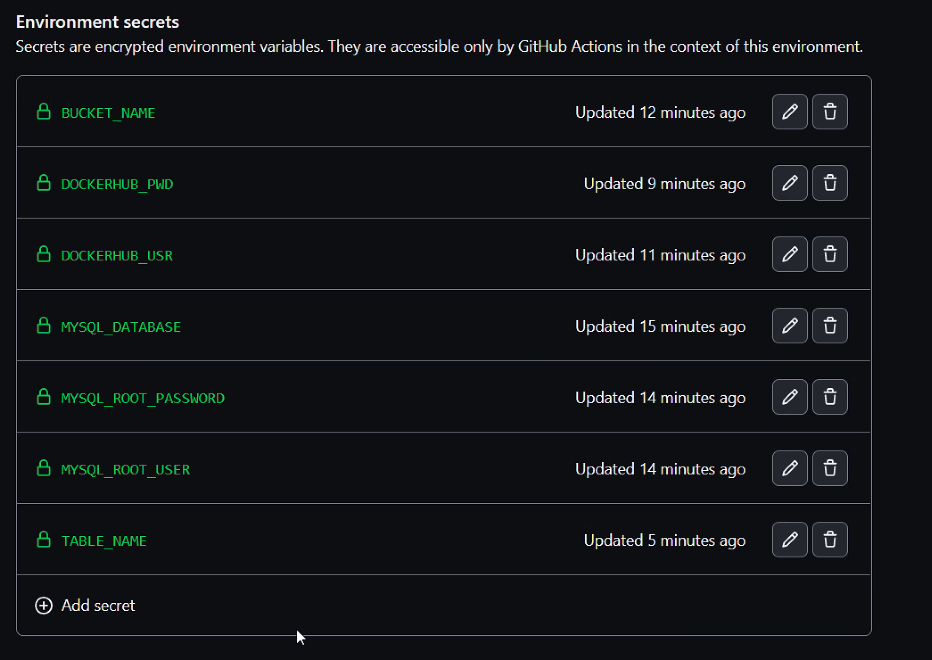 Environment secrets
Secrets are encrypted environment variables. They are accessible only by GitHub Actions in the context of this environment.
BUCKET_NAME Updated 12 minutes ago
DOCKERHUB_PWD Updated 9 minutes ago
DOCKERHUB_USR Updated 11 minutes ago
MYSQL_DATABASE Updated 15 minutes ago
MYSQL_ROOT_PASSWORD Updated 14 minutes ago
MYSQL_ROOT_USER Updated 14 minutes ago
TABLE_NAME Updated 5 minutes ago
Add secret